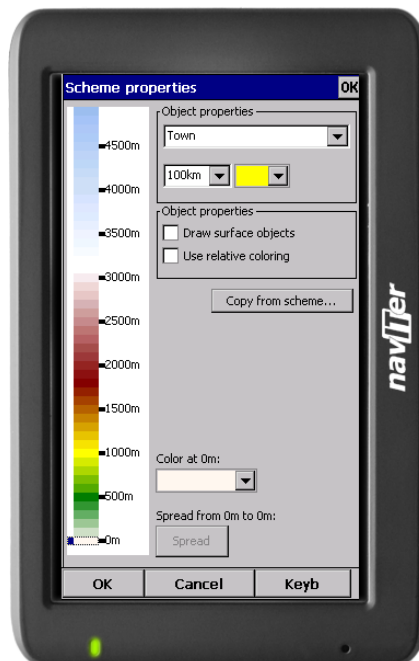 Scheme properties OK
Object properties
Town
100km
Object properties
Draw surface objects
Use relative coloring
Copy from scheme...
4500m
4000m
3500m
3000m
2500m
2000m
1500m
1000m
500m
0m
Color at 0m:
Spread from 0m to 0m:
Spread
OK Cancel Keyb
naviter